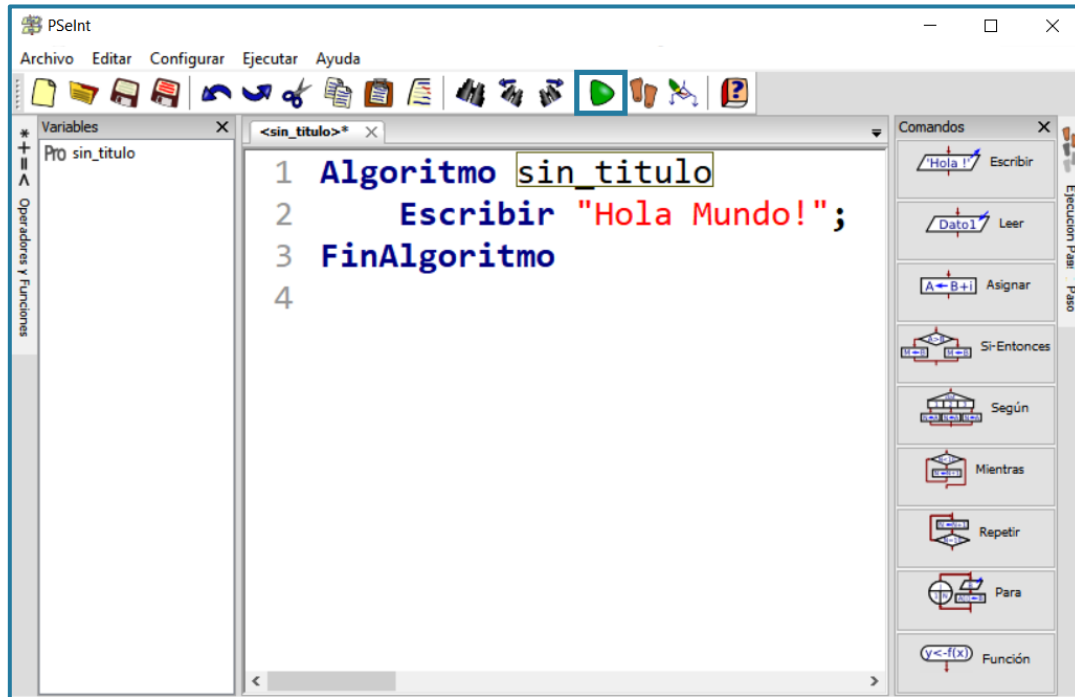 PSeInt
Archivo Editar Configurar Ejecutar Ayuda
Variables
Pro sin_titulo
* + = < Operadores y Funciones
<sin_titulo>*
1 Algoritmo sin_titulo
2 Escribir "Hola Mundo!";
3 FinAlgoritmo
4
Comandos
'Hola !' Escribir
Dato1 Leer
A B+i Asignar
A>B Si-Entonces
Según
Mientras
Repetir
Para
y<-f(x) Función
Ejecucion Paso Paso